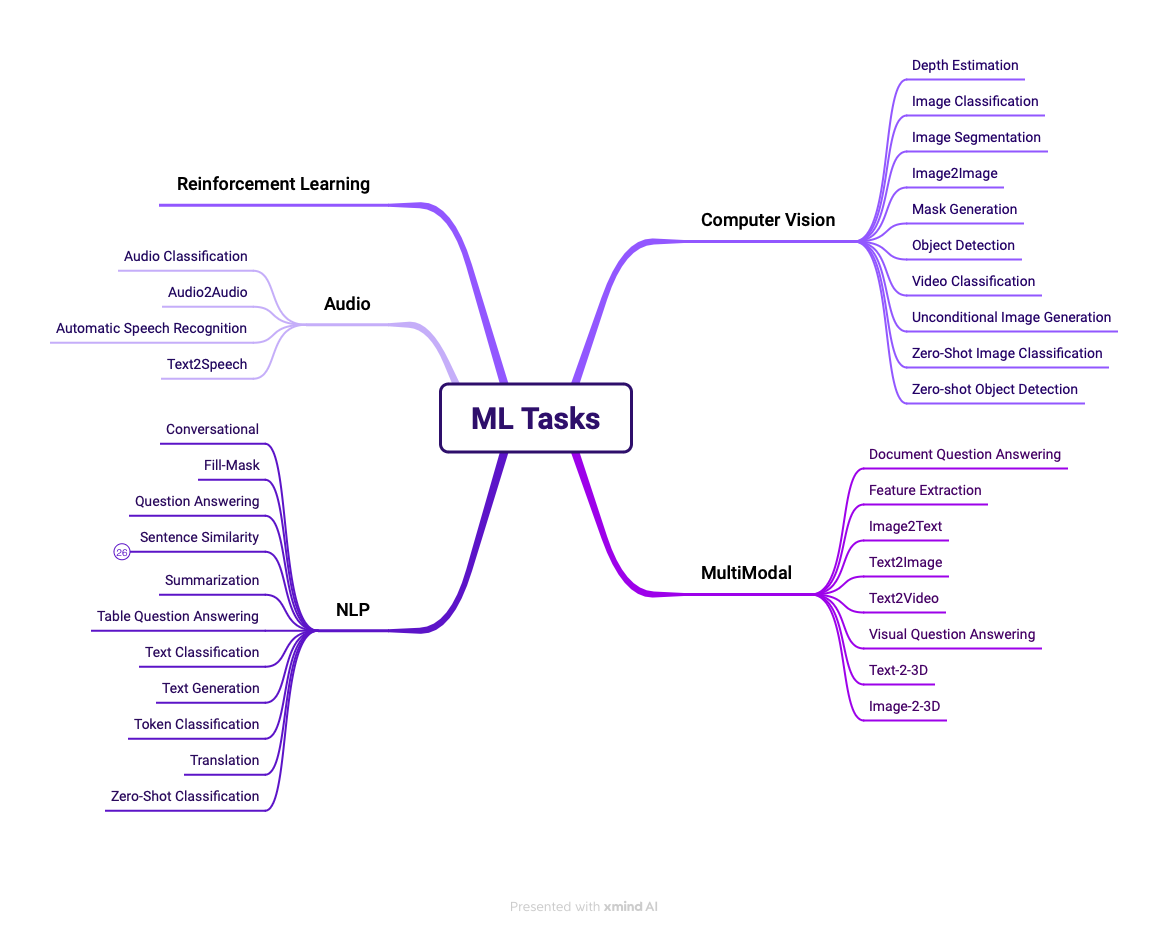 ML Tasks
Reinforcement Learning
Audio
Audio Classification
Audio2Audio
Automatic Speech Recognition
Text2Speech
NLP
Conversational
Fill-Mask
Question Answering
Sentence Similarity
26
Summarization
Table Question Answering
Text Classification
Text Generation
Token Classification
Translation
Zero-Shot Classification
Computer Vision
Depth Estimation
Image Classification
Image Segmentation
Image2Image
Mask Generation
Object Detection
Video Classification
Unconditional Image Generation
Zero-Shot Image Classification
Zero-shot Object Detection
MultiModal
Document Question Answering
Feature Extraction
Image2Text
Text2Image
Text2Video
Visual Question Answering
Text-2-3D
Image-2-3D
Presented with xmind AI